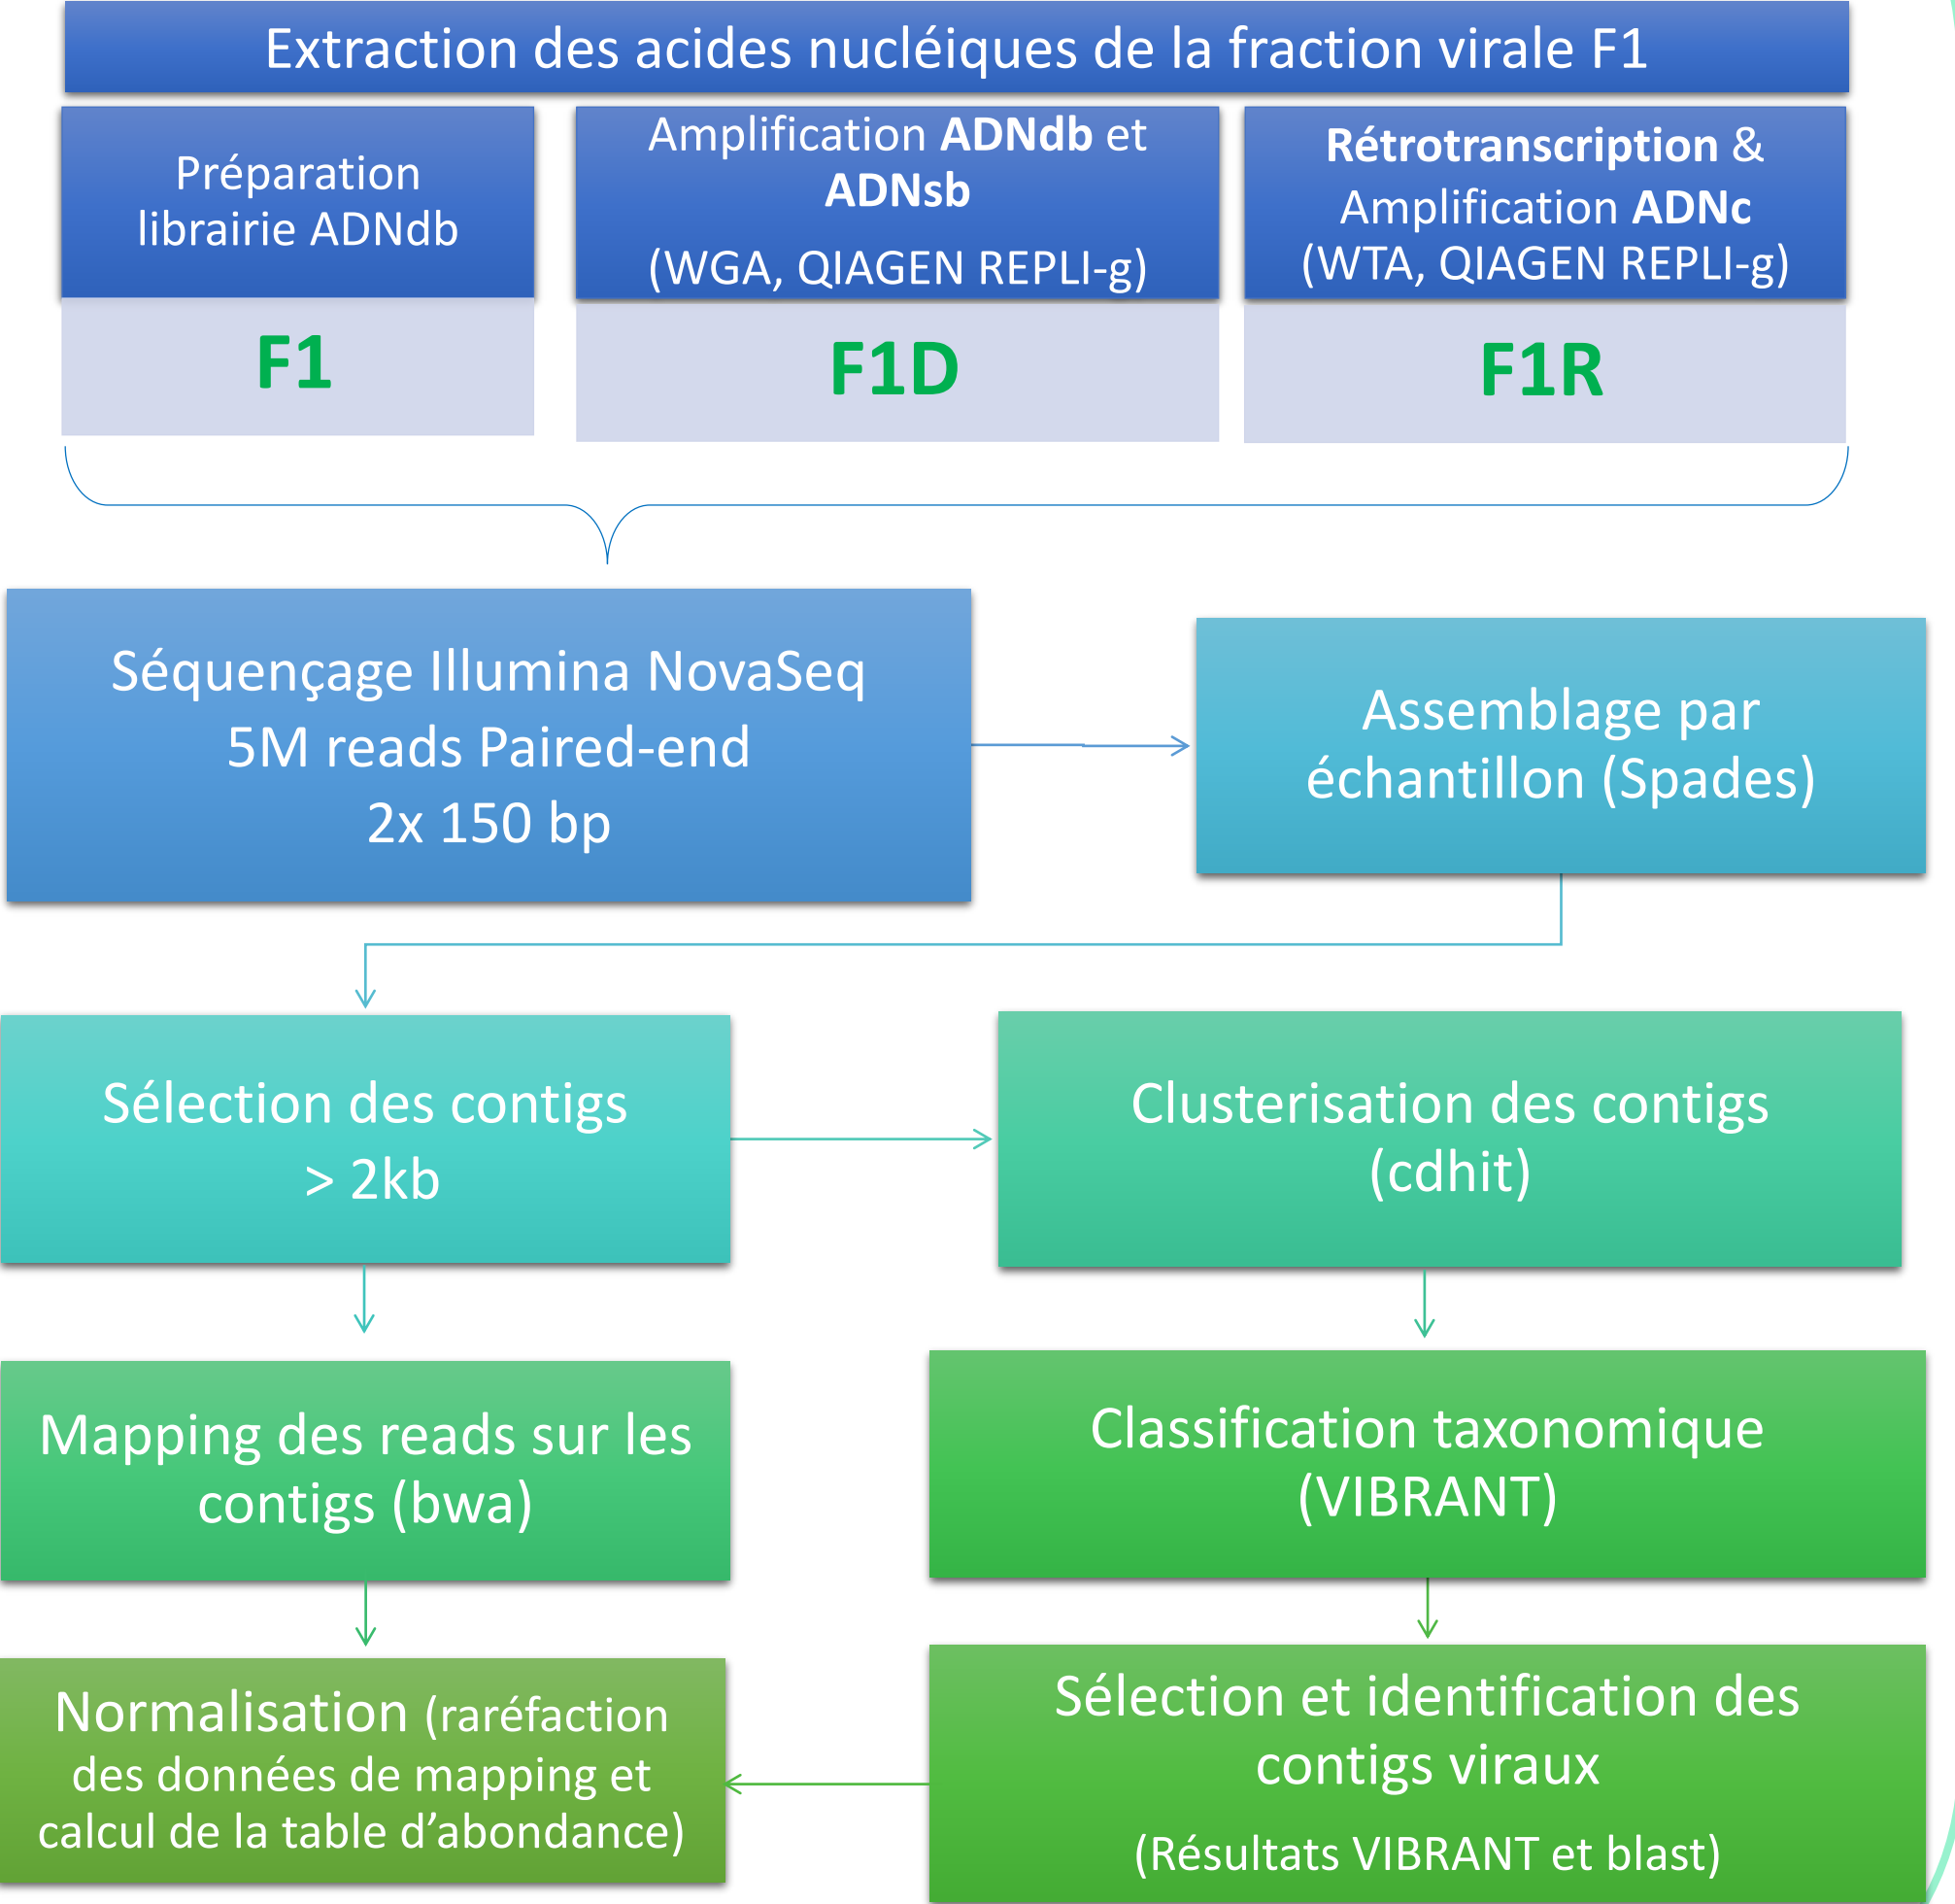 Extraction des acides nucléiques de la fraction virale F1
Préparation
librairie ADNdb
F1
Amplification ADNdb et
ADNsb
(WGA, QIAGEN REPLI-g)
F1D
Rétrotranscription &
Amplification ADNc
(WTA, QIAGEN REPLI-g)
F1R
Séquençage Illumina NovaSeq
5M reads Paired-end
2x 150 bp
Assemblage par
échantillon (Spades)
Sélection des contigs
> 2kb
Clusterisation des contigs
(cdhit)
Mapping des reads sur les
contigs (bwa)
Classification taxonomique
(VIBRANT)
Normalisation (raréfaction
des données de mapping et
calcul de la table d’abondance)
Sélection et identification des
contigs viraux
(Résultats VIBRANT et blast)